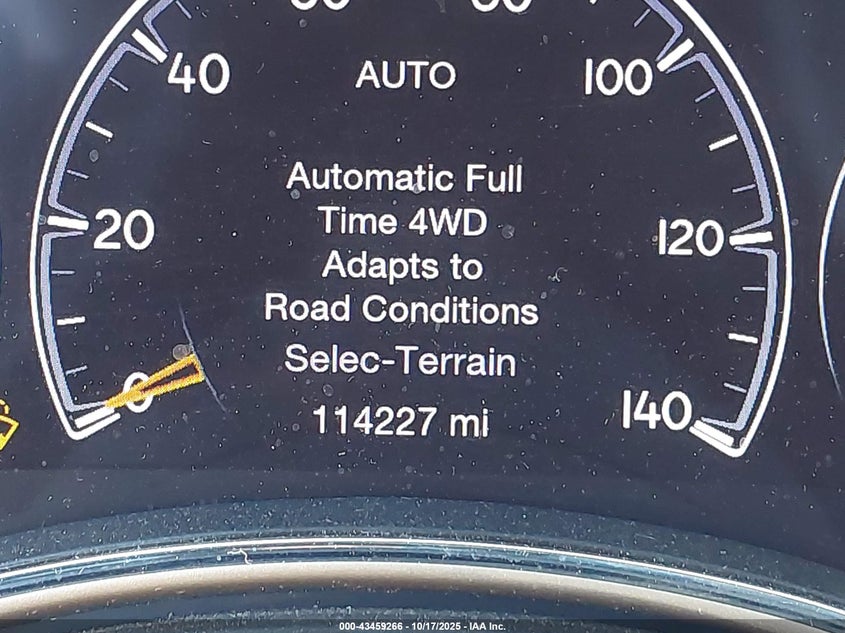 AUTO
40
100
Automatic Full
Time 4WD
20
120
Adapts to
Road Conditions
Selec-Terrain
0
140
114227 mi
000-43459266 - 10/17/2025 - IAA Inc.